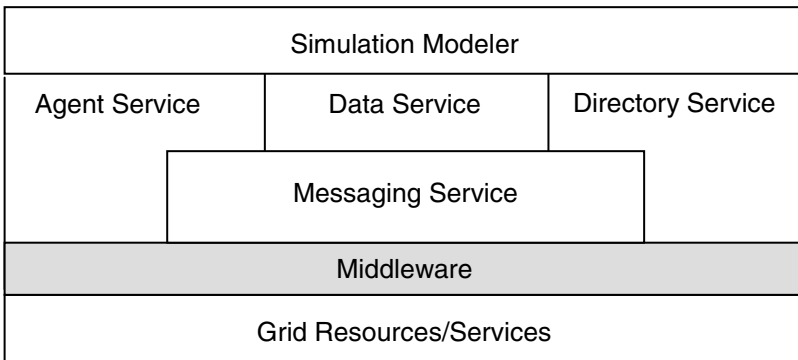 Simulation Modeler
Agent Service
Data Service
Directory Service
Messaging Service
Middleware
Grid Resources/Services